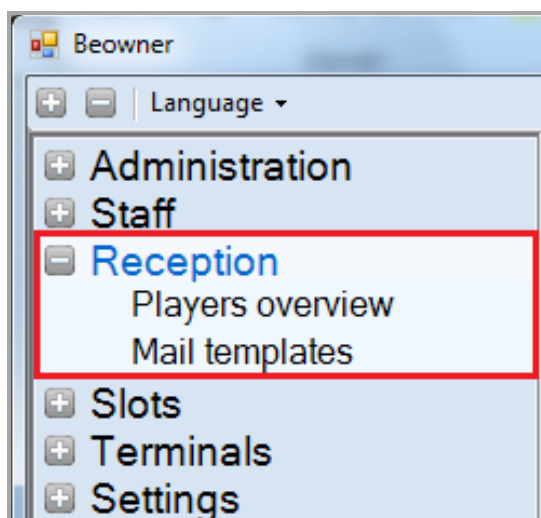 Beowner
Language
Administration
Staff
Reception
Players overview
Mail templates
Slots
Terminals
Settings